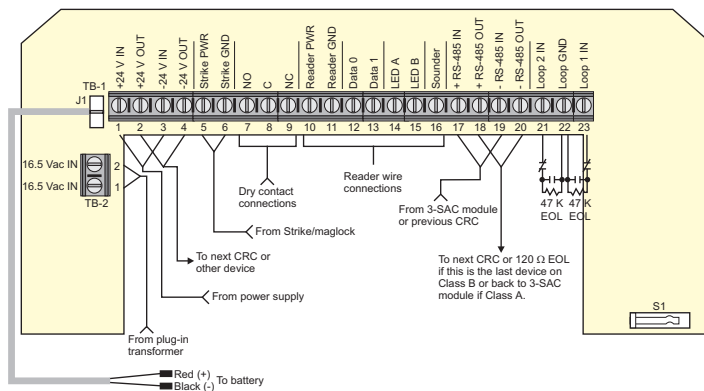 +24 V IN
+24 V OUT
-24 V IN
-24 V OUT
Strike PWR
Strike GND
NO
C
NC
Reader PWR
Reader GND
Data 0
Data 1
LED A
LED B
Sounder
+ RS-485 IN
+ RS-485 OUT
- RS-485 IN
- RS-485 OUT
Loop 2 IN
Loop GND
Loop 1 IN
TB-1
J1
1 2 3 4 5 6 7 8 9 10 11 12 13 14 15 16 17 18 19 20 21 22 23
16.5 Vac IN 2
16.5 Vac IN 1
TB-2
Dry contact
connections
Reader wire
connections
From 3-SAC module
or previous CRC
47 K
EOL
47 K
EOL
From Strike/maglock
To next CRC or
other device
To next CRC or 120 Ω EOL
if this is the last device on
Class B or back to 3-SAC
module if Class A.
From power supply
From plug-in
transformer
S1
Red (+)
Black (-)
To battery